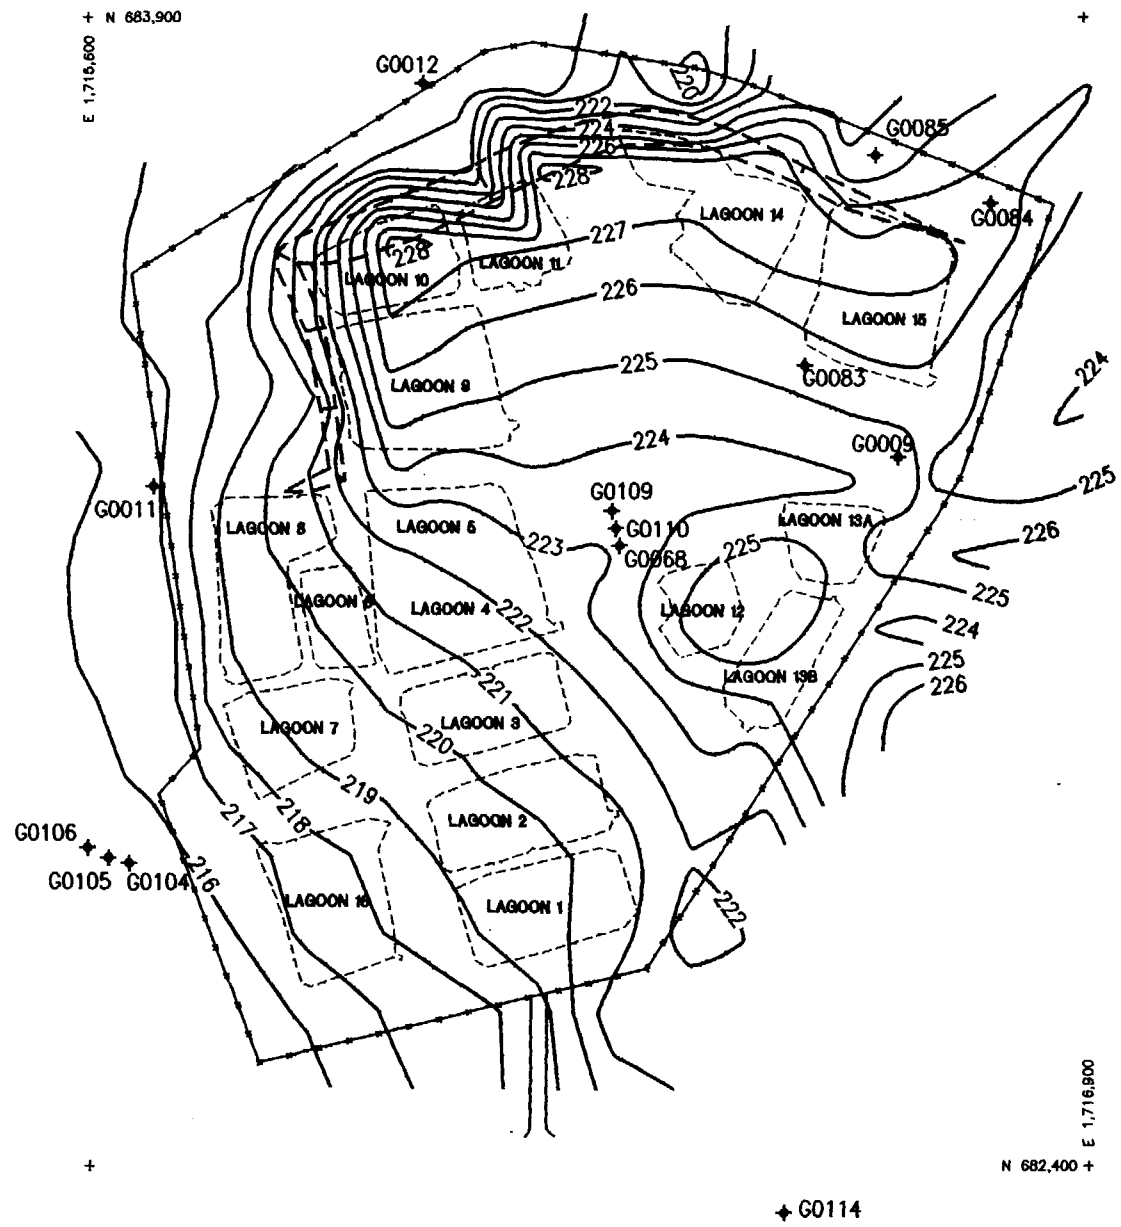 N 683,900
E 1,715,600
G0012
220
222
224
226
228
G0085
G0084
LAGOON 14
227
228
LAGOON 11
LAGOON 10
226
LAGOON 15
225
G0083
224
LAGOON 9
224
G0009
225
G0011
G0109
LAGOON 8
LAGOON 5
G0110
LAGOON 13A
223
G0068
225
226
LAGOON 6
LAGOON 4
222
LAGOON 12
225
224
225
LAGOON 13B
226
221
LAGOON 7
LAGOON 3
220
219
218
217
LAGOON 2
G0106
G0105
G0104
216
LAGOON 16
LAGOON 1
222
E 1,716,900
N 682,400
G0114